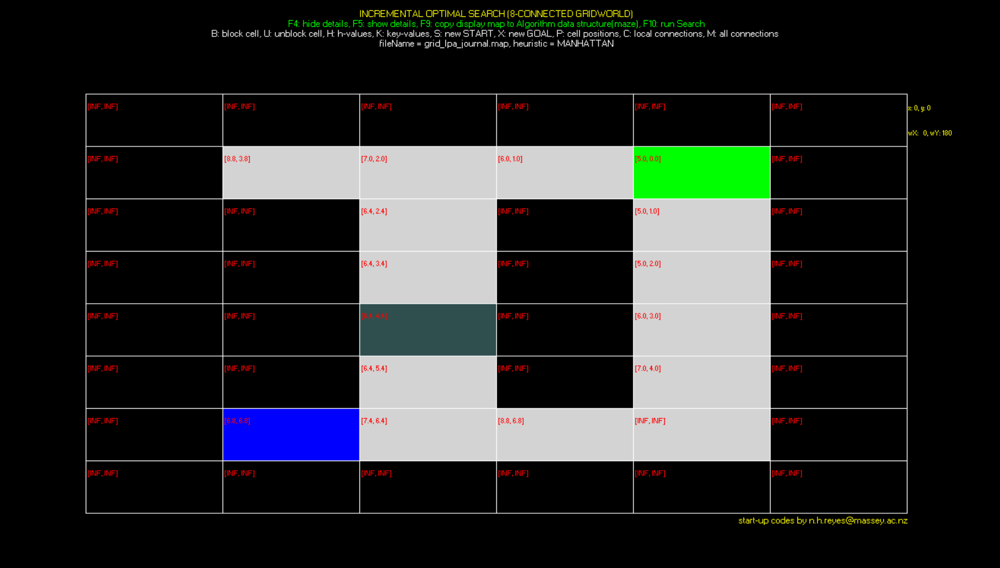 INCREMENTAL OPTIMAL SEARCH (8-CONNECTED GRIDWORLD)
F4: hide details, F5: show details, F9: copy display map to Algorithm data structure(maze), F10: run Search
B: block cell, U: unblock cell, H: h-values, K: key-values, S: new START, X: new GOAL, P: cell positions, C: local connections, M: all connections
fileName = grid_lpa_journal.map, heuristic = MANHATTAN
[INF, INF] [INF, INF] [INF, INF] [INF, INF] [INF, INF] [INF, INF] x: 0, y: 0
wX: 0, wY: 180
[INF, INF] [8.8, 3.8] [7.0, 2.0] [6.0, 1.0] [5.0, 0.0] [INF, INF]
[INF, INF] [INF, INF] [6.4, 2.4] [INF, INF] [5.0, 1.0] [INF, INF]
[INF, INF] [INF, INF] [6.4, 3.4] [INF, INF] [5.0, 2.0] [INF, INF]
[INF, INF] [INF, INF] [6.4, 4.4] [INF, INF] [6.0, 3.0] [INF, INF]
[INF, INF] [INF, INF] [6.4, 5.4] [INF, INF] [7.0, 4.0] [INF, INF]
[INF, INF] [6.8, 6.8] [7.4, 6.4] [8.8, 6.8] [INF, INF] [INF, INF]
[INF, INF] [INF, INF] [INF, INF] [INF, INF] [INF, INF] [INF, INF]
start-up codes by n.h.reyes@massey.ac.nz